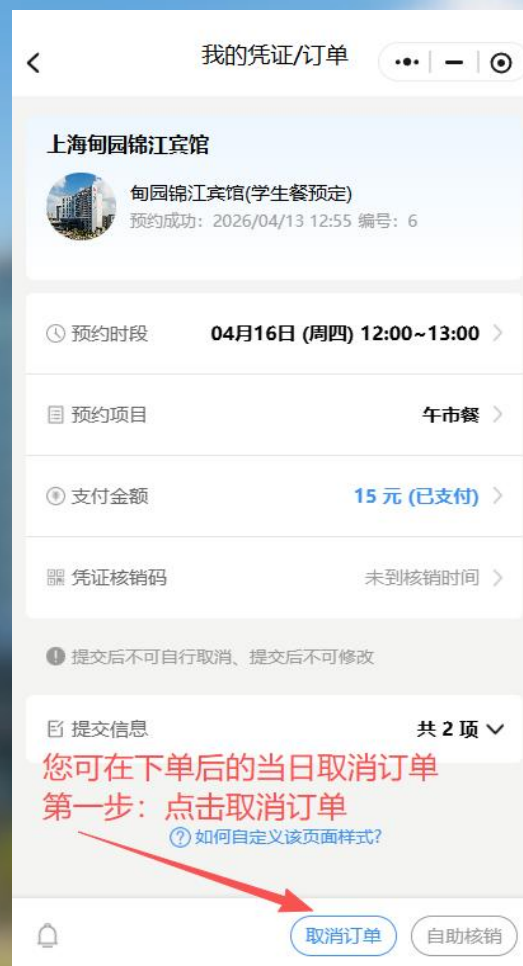 我的凭证/订单
上海甸园锦江宾馆
甸园锦江宾馆(学生餐预定)
预约成功: 2026/04/13 12:55 编号: 6
预约时段 04月16日 (周四) 12:00~13:00
预约项目 午市餐
支付金额 15 元 (已支付)
凭证核销码 未到核销时间
提交后不可自行取消、提交后不可修改
提交信息 共 2 项
您可在下单后的当日取消订单
第一步：点击取消订单
如何自定义该页面样式?
取消订单 自助核销